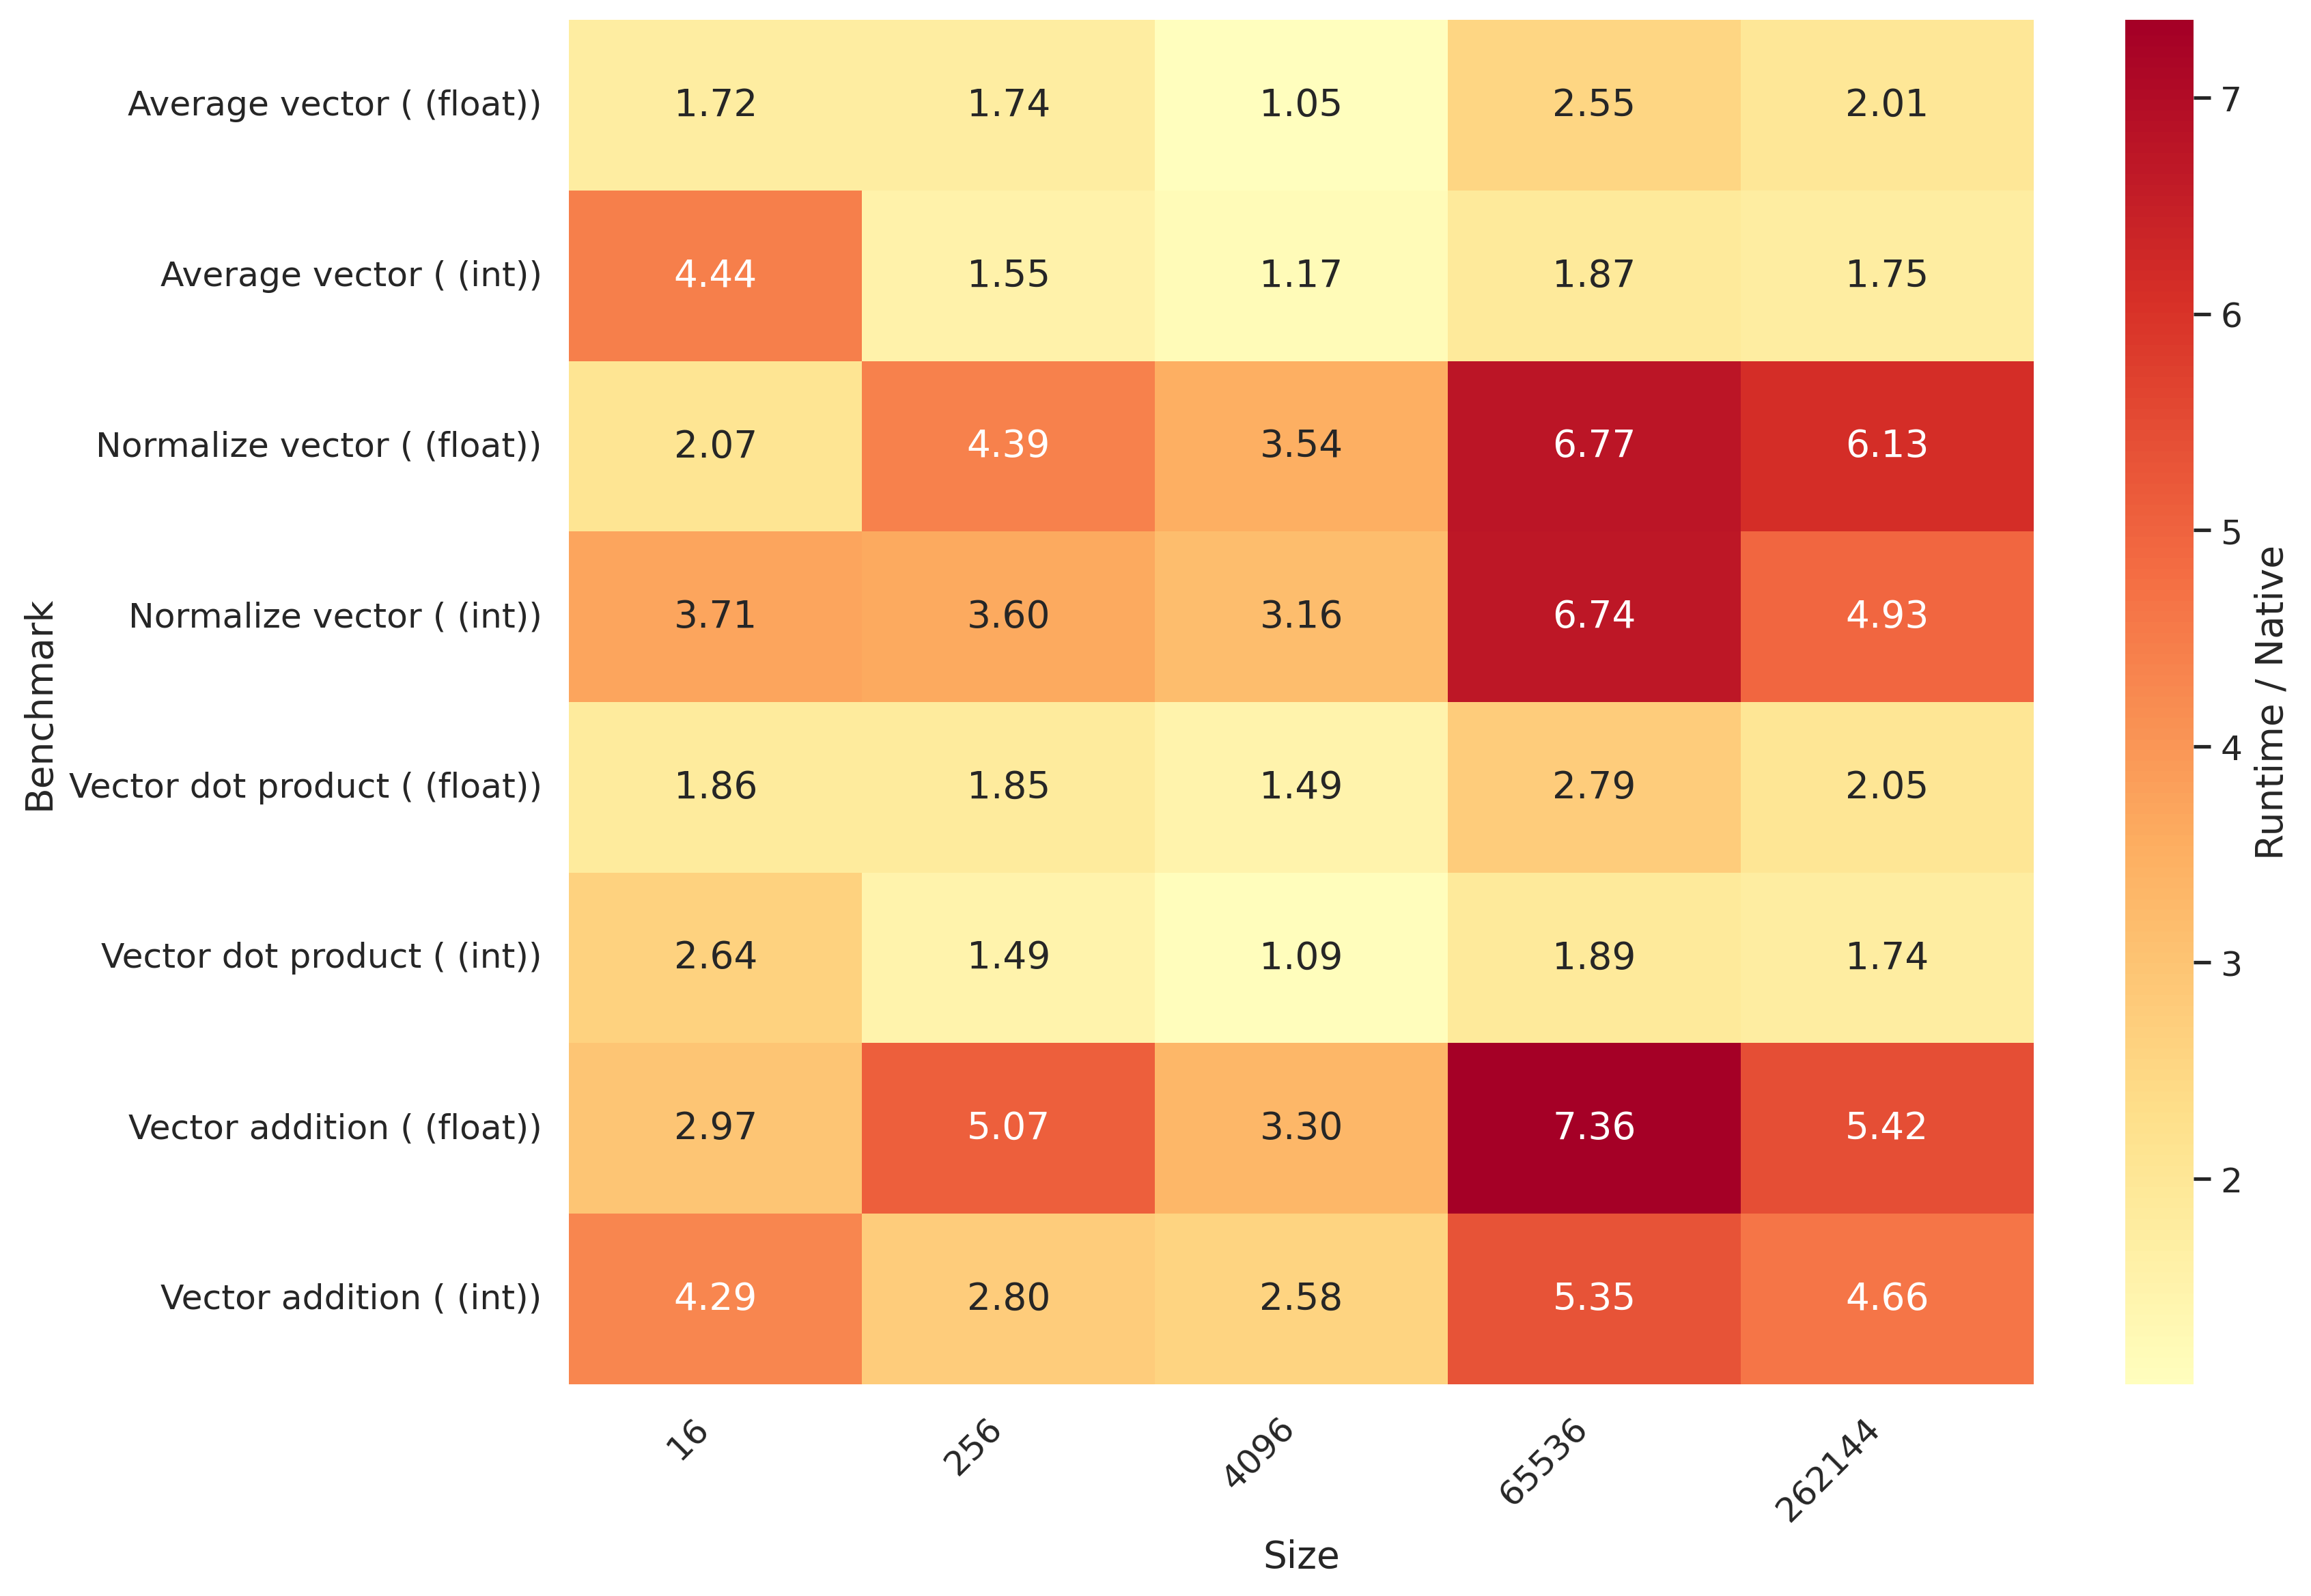 Average vector ( (float)) 1.72 1.74 1.05 2.55 2.01
Average vector ( (int)) 4.44 1.55 1.17 1.87 1.75
Normalize vector ( (float)) 2.07 4.39 3.54 6.77 6.13
Normalize vector ( (int)) 3.71 3.60 3.16 6.74 4.93
Vector dot product ( (float)) 1.86 1.85 1.49 2.79 2.05
Vector dot product ( (int)) 2.64 1.49 1.09 1.89 1.74
Vector addition ( (float)) 2.97 5.07 3.30 7.36 5.42
Vector addition ( (int)) 4.29 2.80 2.58 5.35 4.66
Benchmark
16 256 4096 65536 262144
Size
7
6
5
4
3
2
Runtime / Native